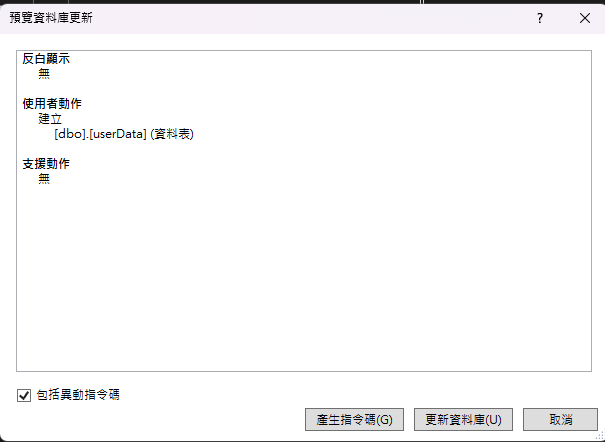 預覽資料庫更新
?
反白顯示
無
使用者動作
建立
[dbo].[userData] (資料表)
支援動作
無
包括異動指令碼
產生指令碼(G)
更新資料庫(U)
取消